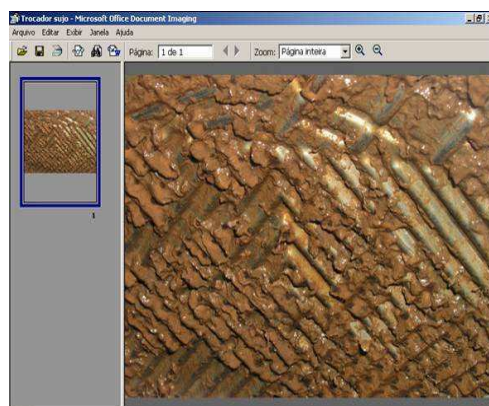 Trocador sujo - Microsoft Office Document Imaging
Arquivo Editar Exibir Janela Ajuda
Página: 1 de 1 Zoom: Página inteira
1